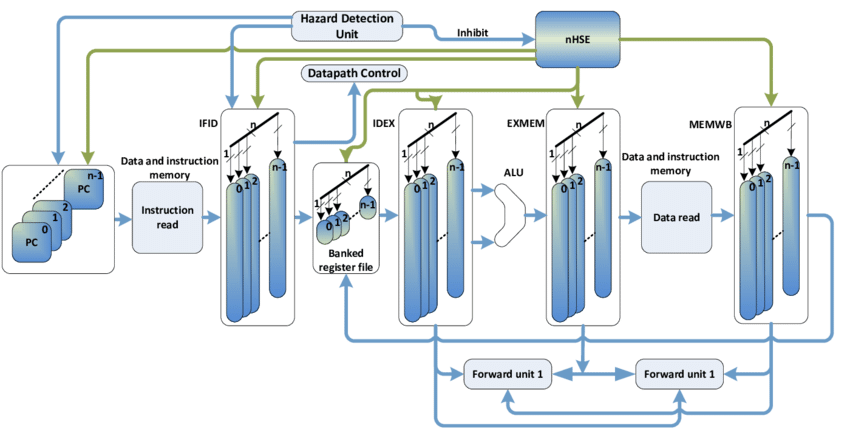 Hazard Detection
Unit
Inhibit
nHSE
Datapath Control
IFID
n
1
0
1
2
n-1
IDEX
n
1
0
1
2
n-1
EXMEM
n
1
0
1
2
n-1
MEMWB
n
1
0
1
2
n-1
n-1
PC
2
1
0
PC
Data and instruction
memory
Instruction
read
n
1
0
1
2
n-1
Banked
register file
ALU
Data and instruction
memory
Data read
Forward unit 1
Forward unit 1